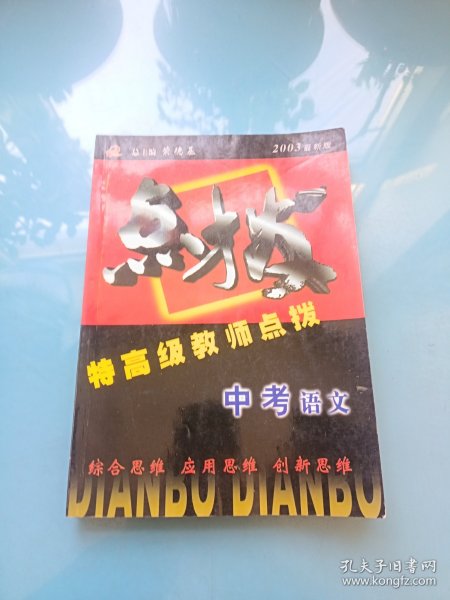 总主编 黄德基 2003最新版
点拨
特高级教师点拨
中考语文
综合思维 应用思维 创新思维
DIANBO DIANBO
孔夫子旧书网
www.kongfz.com